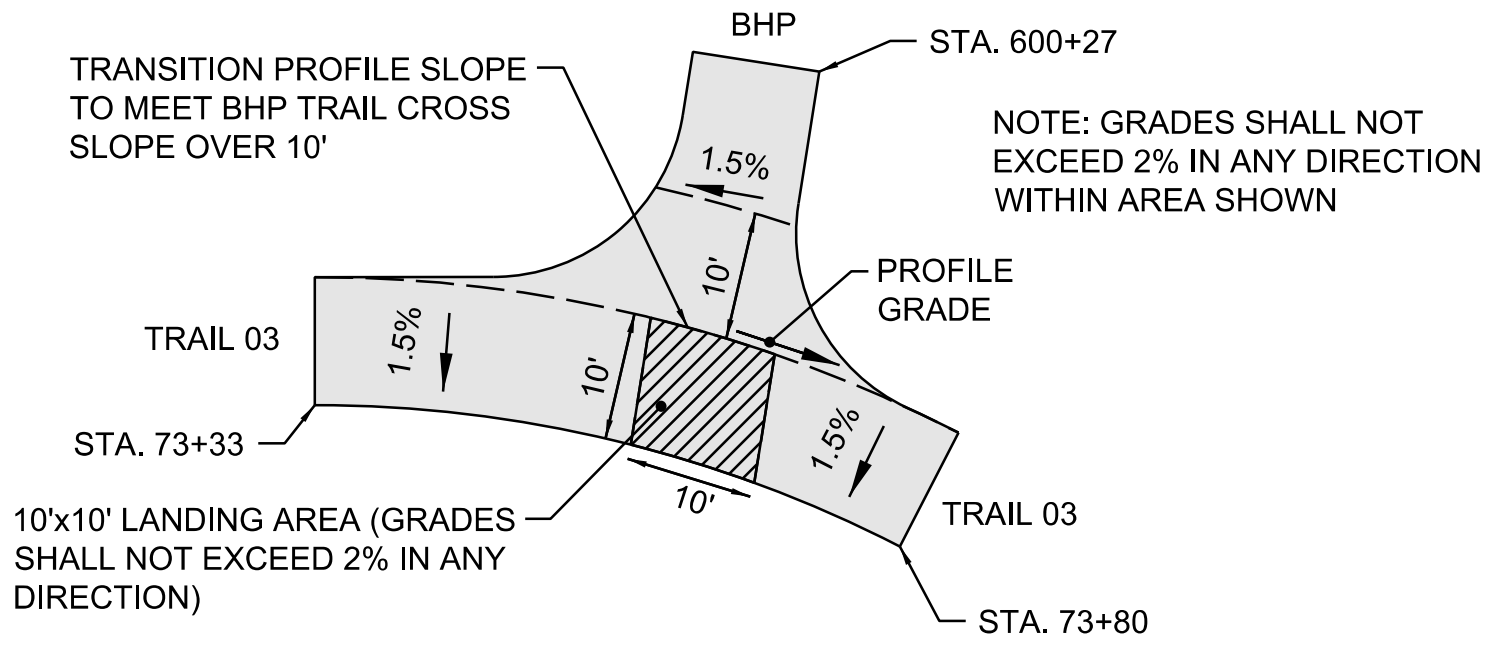 BHP
STA. 600+27
TRANSITION PROFILE SLOPE
TO MEET BHP TRAIL CROSS
SLOPE OVER 10'
NOTE: GRADES SHALL NOT
EXCEED 2% IN ANY DIRECTION
WITHIN AREA SHOWN
1.5%
10'
PROFILE
GRADE
TRAIL 03
1.5%
10'
1.5%
STA. 73+33
10'
TRAIL 03
10'x10' LANDING AREA (GRADES
SHALL NOT EXCEED 2% IN ANY
DIRECTION)
STA. 73+80